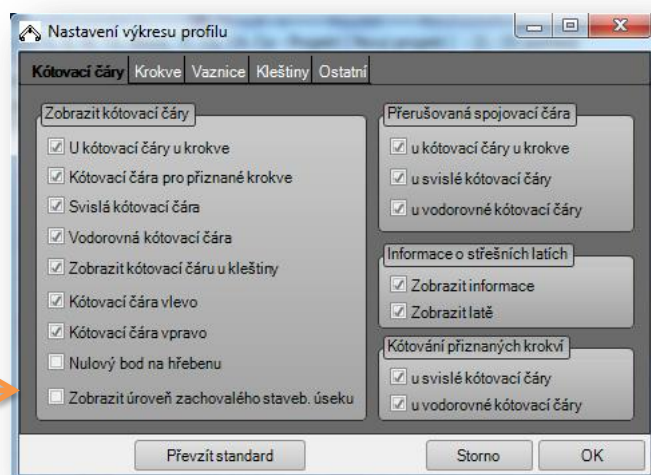 Nastavení výkresu profilu
Kótovací čáry Krokve Vaznice Kleštiny Ostatní
Zobrazit kótovací čáry
U kótovací čáry u krokve
Kótovací čára pro přiznané krokve
Svislá kótovací čára
Vodorovná kótovací čára
Zobrazit kótovací čáru u kleštiny
Kótovací čára vlevo
Kótovací čára vpravo
Nulový bod na hřebenu
Zobrazit úroveň zachovalého staveb. úseku
Přerušovaná spojovací čára
u kótovací čáry u krokve
u svislé kótovací čáry
u vodorovné kótovací čáry
Informace o střešních latích
Zobrazit informace
Zobrazit latě
Kótování přiznaných krokví
u svislé kótovací čáry
u vodorovné kótovací čáry
Převzít standard
Storno
OK